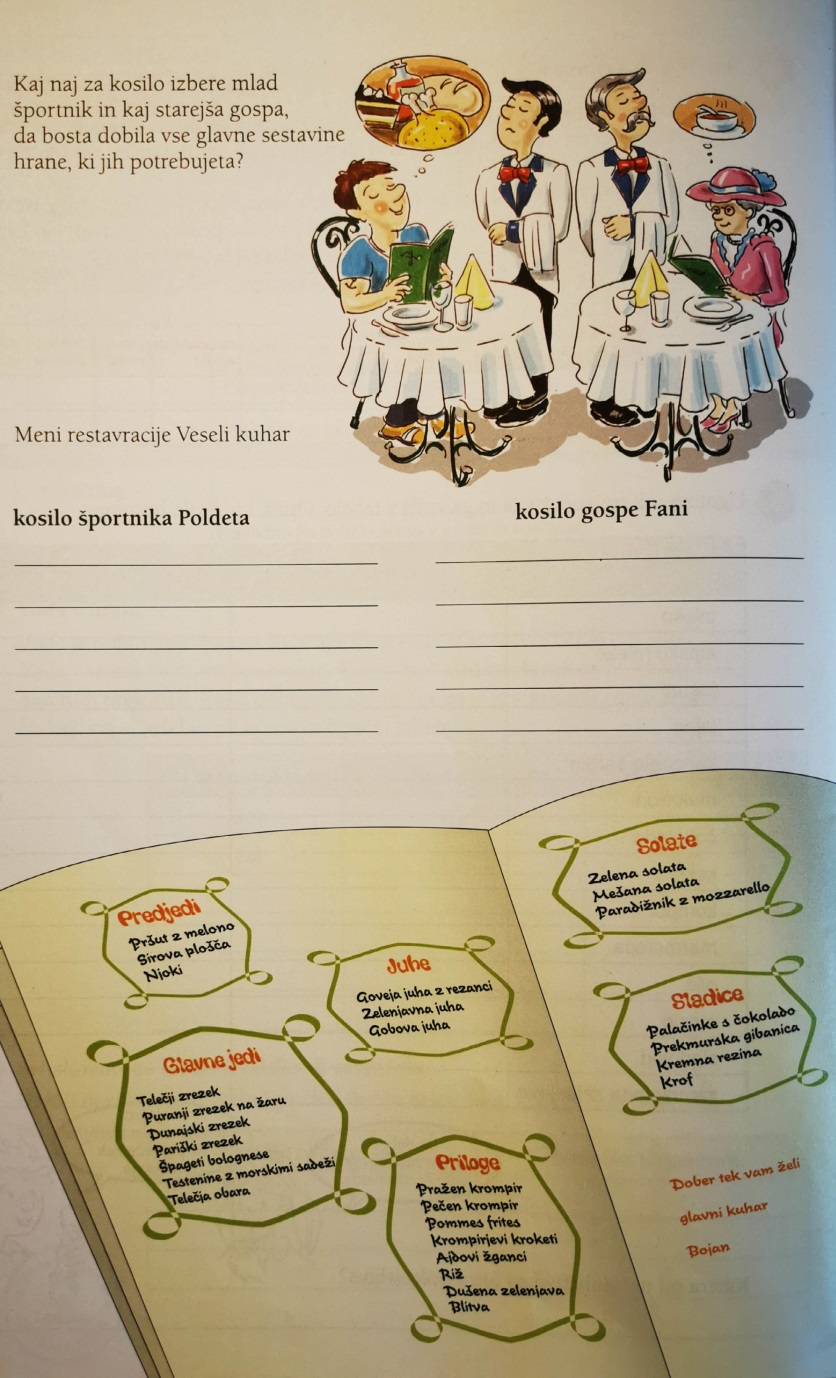 Kaj naj za kosilo izbere mlad
športnik in kaj starejša gospa,
da bosta dobila vse glavne sestavine
hrane, ki jih potrebujeta?
Meni restavracije Veseli kuhar
kosilo športnika Poldeta
kosilo gospe Fani
Predjedi
Pršut z melono
Sirova plošča
Njoki
Juhe
Goveja juha z rezanci
Zelenjavna juha
Gobova juha
Glavne jedi
Telečji zrezek
Puranji zrezek na žaru
Dunajski zrezek
Pariški zrezek
Špageti bolognese
Testenine z morskimi sadeži
Telečja obara
Priloge
Pražen krompir
Pečen krompir
Pommes frites
Krompirjevi kroketi
Ajdovi žganci
Riž
Dušena zelenjava
Blitva
Solate
Zelena solata
Mešana solata
Paradižnik z mozzarello
Sladice
Palačinke s čokolado
Prekmurska gibanica
Kremna rezina
Krof
Dober tek vam želi
glavni kuhar
Bojan